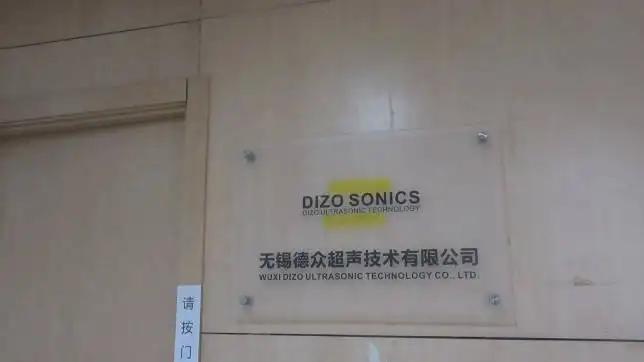 DIZO SONICS
DIZO ULTRASONIC TECHNOLOGY
无锡德众超声技术有限公司
WUXI DIZO ULTRASONIC TECHNOLOGY CO., LTD.
请
按
门